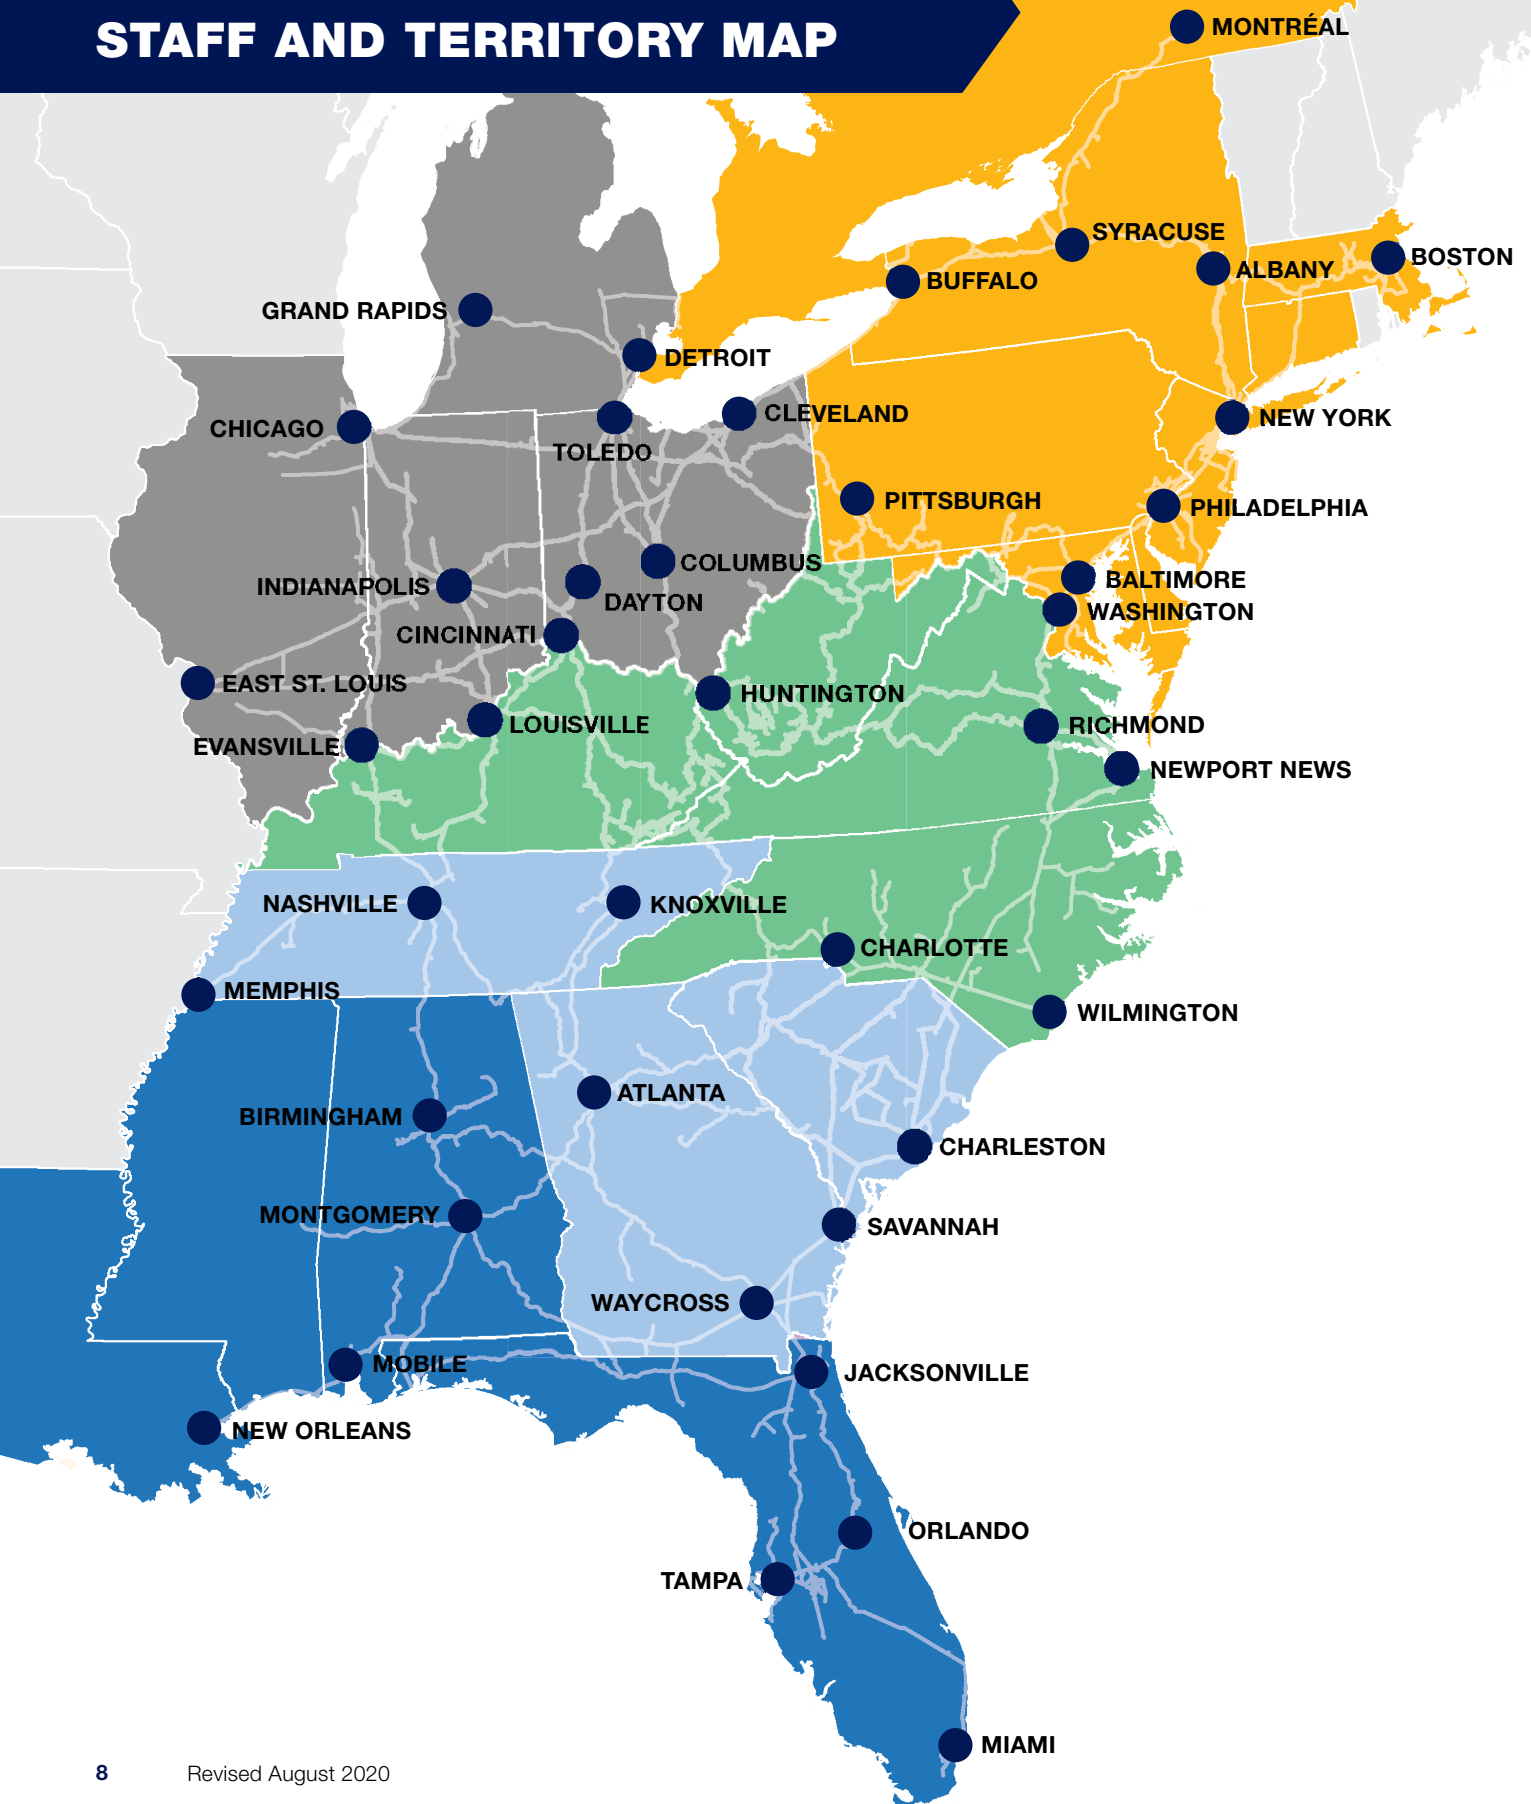 STAFF AND TERRITORY MAP
MONTRÉAL
SYRACUSE
BOSTON
ALBANY
BUFFALO
GRAND RAPIDS
DETROIT
CLEVELAND
NEW YORK
CHICAGO
TOLEDO
PITTSBURGH
PHILADELPHIA
COLUMBUS
BALTIMORE
INDIANAPOLIS
DAYTON
WASHINGTON
CINCINNATI
EAST ST. LOUIS
HUNTINGTON
LOUISVILLE
RICHMOND
EVANSVILLE
NEWPORT NEWS
NASHVILLE
KNOXVILLE
CHARLOTTE
MEMPHIS
WILMINGTON
ATLANTA
BIRMINGHAM
CHARLESTON
MONTGOMERY
SAVANNAH
WAYCROSS
MOBILE
JACKSONVILLE
NEW ORLEANS
ORLANDO
TAMPA
MIAMI
8 Revised August 2020